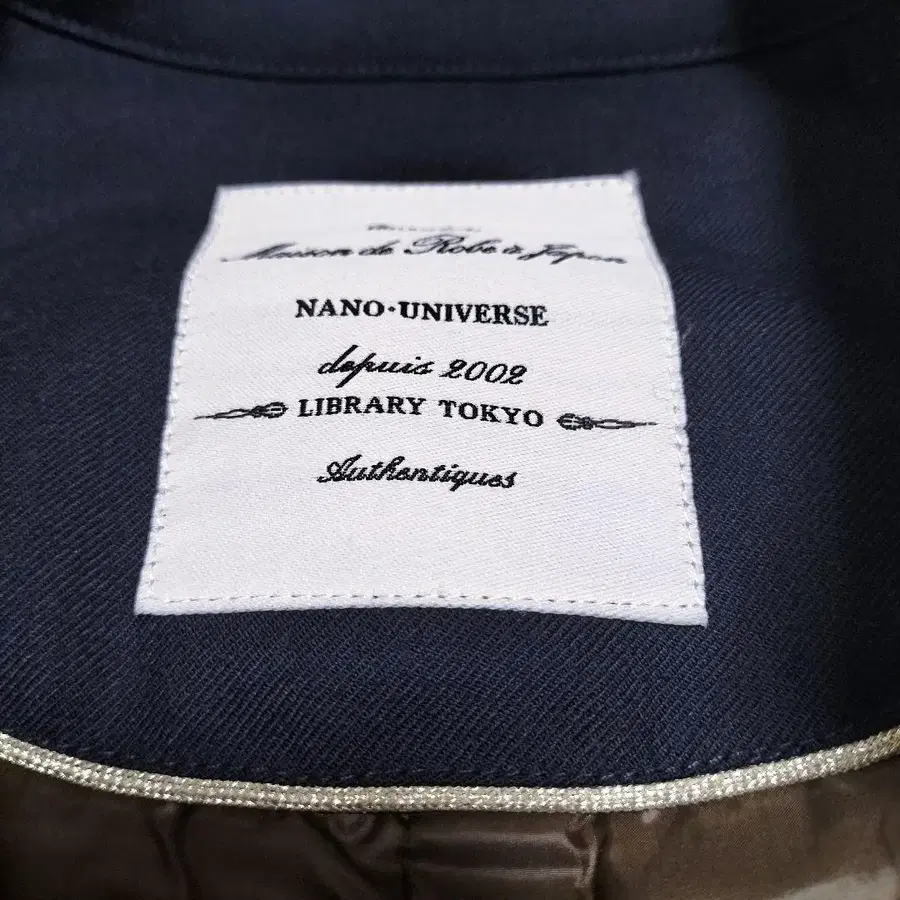 Maison de Robe à Japon
NANO·UNIVERSE
depuis 2002
LIBRARY TOKYO
Authentiques